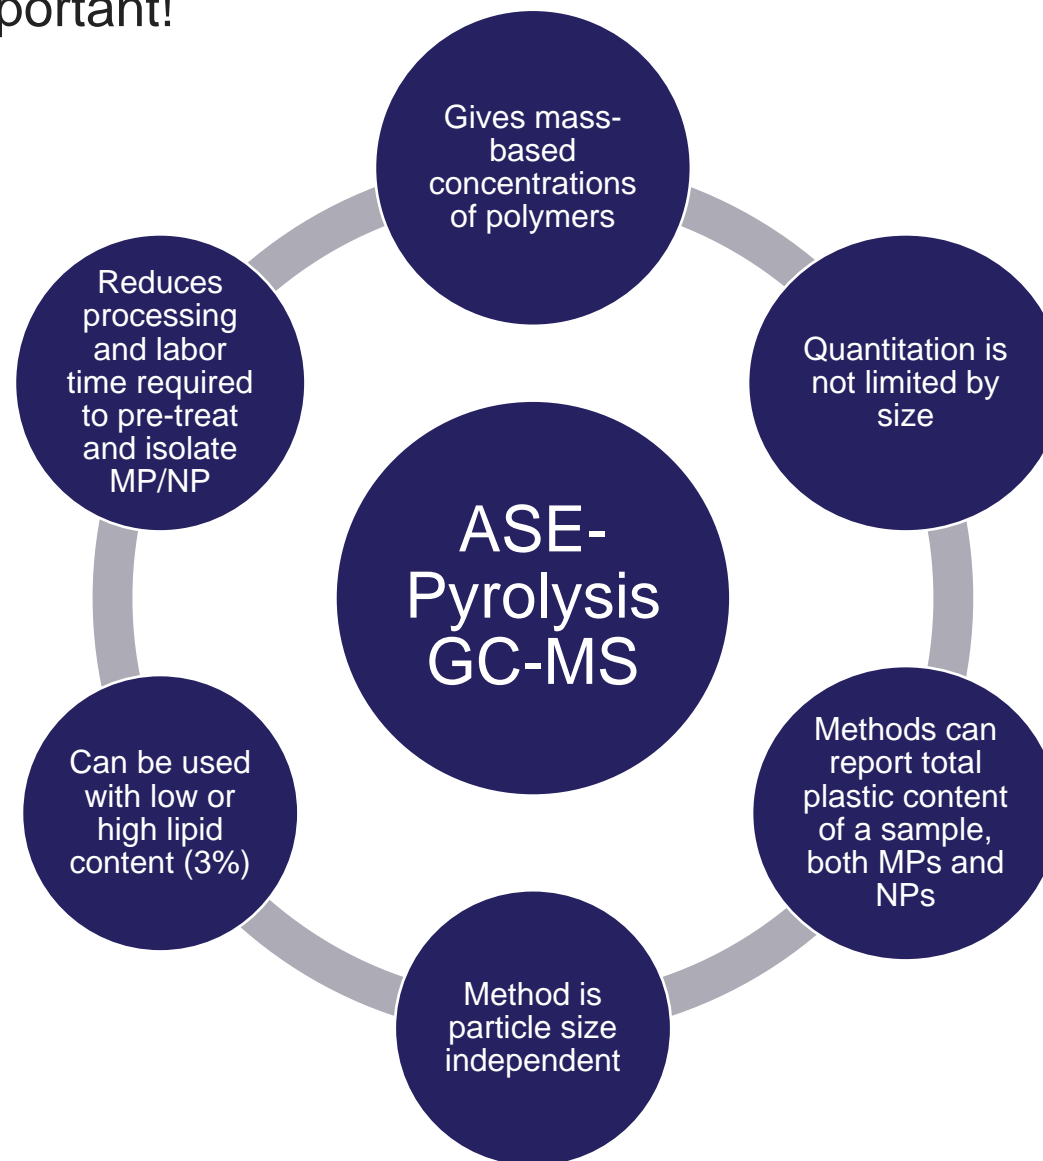 Gives mass-
based
concentrations
of polymers
Quantitation is
not limited by
size
Methods can
report total
plastic content
of a sample,
both MPs and
NPs
Method is
particle size
independent
Can be used
with low or
high lipid
content (3%)
Reduces
processing
and labor
time required
to pre-treat
and isolate
MP/NP
ASE-
Pyrolysis
GC-MS